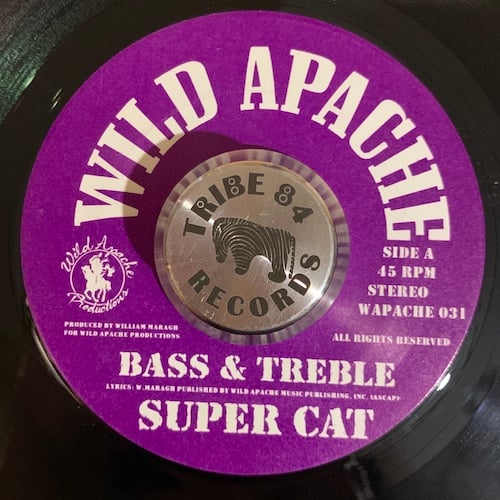 WILD APACHE
TRIBE 84
RECORDS
SIDE A
45 RPM
STEREO
WAPACHE 031
Wild Apache
Productions
PRODUCED BY WILLIAM MARAGH
FOR WILD APACHE PRODUCTIONS
ALL RIGHTS RESERVED
BASS & TREBLE
LYRICS: W. MARAGH PUBLISHED BY WILD APACHE MUSIC PUBLISHING, INC. (ASCAP)
SUPER CAT